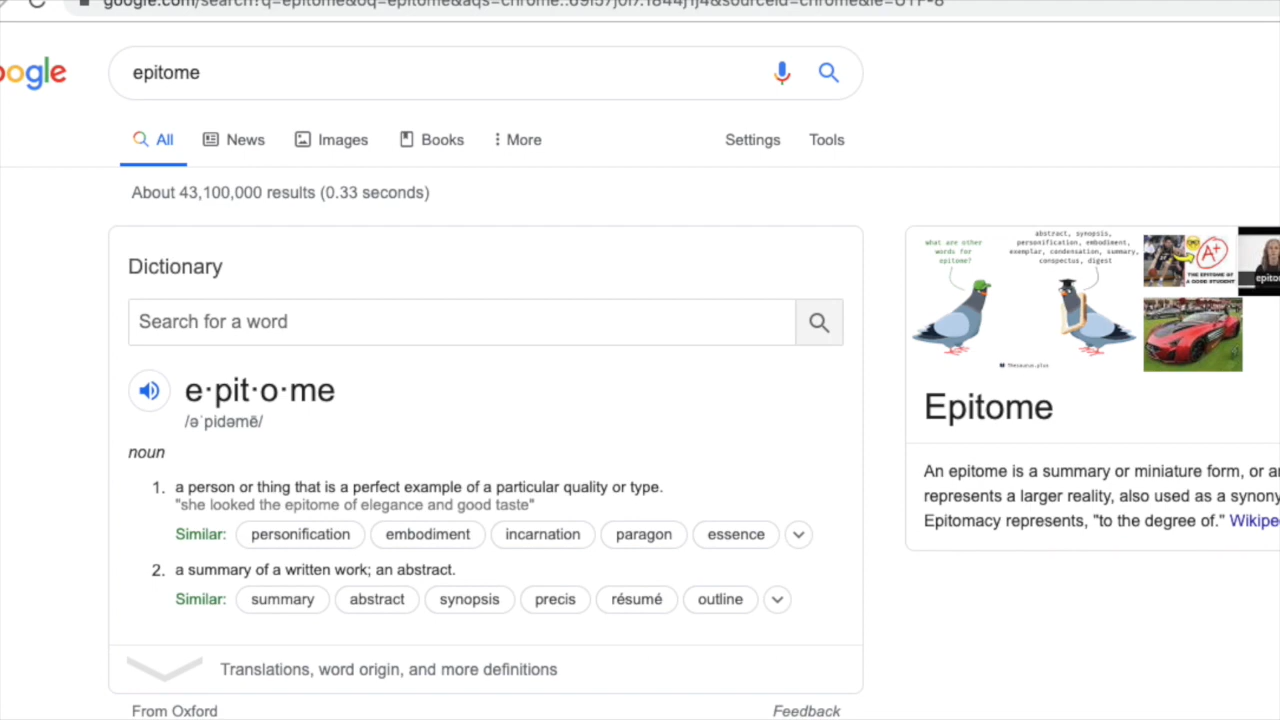 google.com/search?q=epitome&oq=epitome&aqs=chrome..69i57j0l7.1844j1j4&sourceid=chrome&ie=UTF-8
ogle
epitome
All News Images Books More Settings Tools
About 43,100,000 results (0.33 seconds)
Dictionary
Search for a word
e·pit·o·me
/əˈpidəmē/
noun
1. a person or thing that is a perfect example of a particular quality or type.
"she looked the epitome of elegance and good taste"
Similar: personification embodiment incarnation paragon essence
2. a summary of a written work; an abstract.
Similar: summary abstract synopsis precis résumé outline
Translations, word origin, and more definitions
From Oxford
Feedback
what are other
words for
epitome?
abstract, synopsis,
personification, embodiment,
exemplar, condensation, summary,
conspectus, digest
Thesaurus.plus
A+
THE EPITOME OF
A GOOD STUDENT
epitom
Epitome
An epitome is a summary or miniature form, or an
represents a larger reality, also used as a synony
Epitomacy represents, "to the degree of." Wikipe